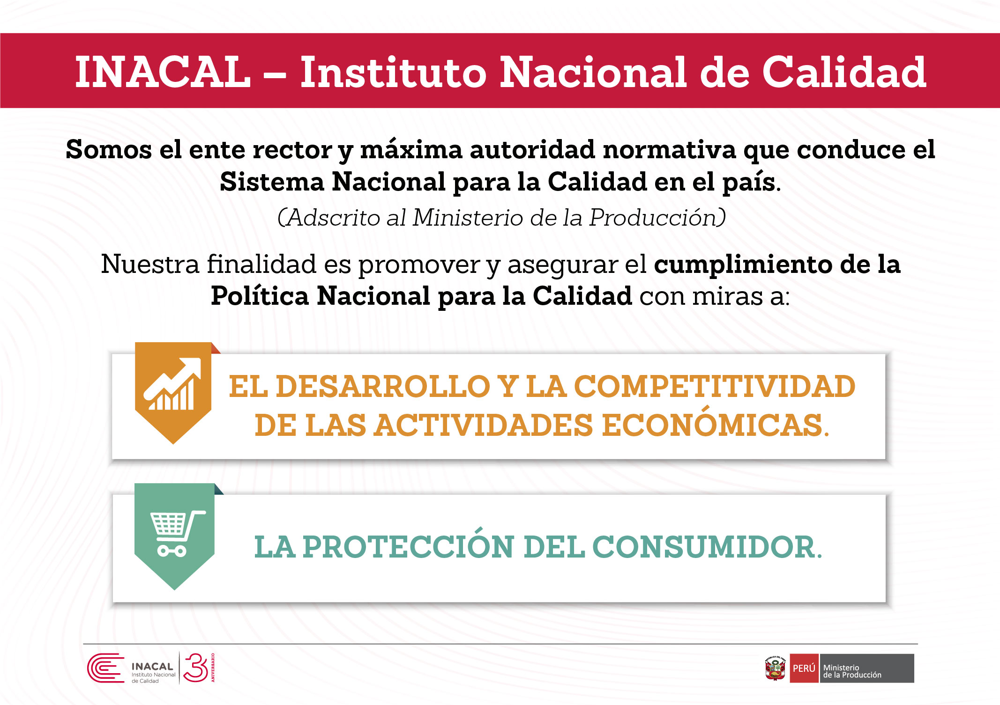 INACAL – Instituto Nacional de Calidad
Somos el ente rector y máxima autoridad normativa que conduce el
Sistema Nacional para la Calidad en el país.
(Adscrito al Ministerio de la Producción)
Nuestra finalidad es promover y asegurar el cumplimiento de la
Política Nacional para la Calidad con miras a:
EL DESARROLLO Y LA COMPETITIVIDAD
DE LAS ACTIVIDADES ECONÓMICAS.
LA PROTECCIÓN DEL CONSUMIDOR.
INACAL
Instituto Nacional
de Calidad
3
ANIVERSARIO
REPÚBLICA DEL PERÚ
PERÚ
Ministerio
de la Producción